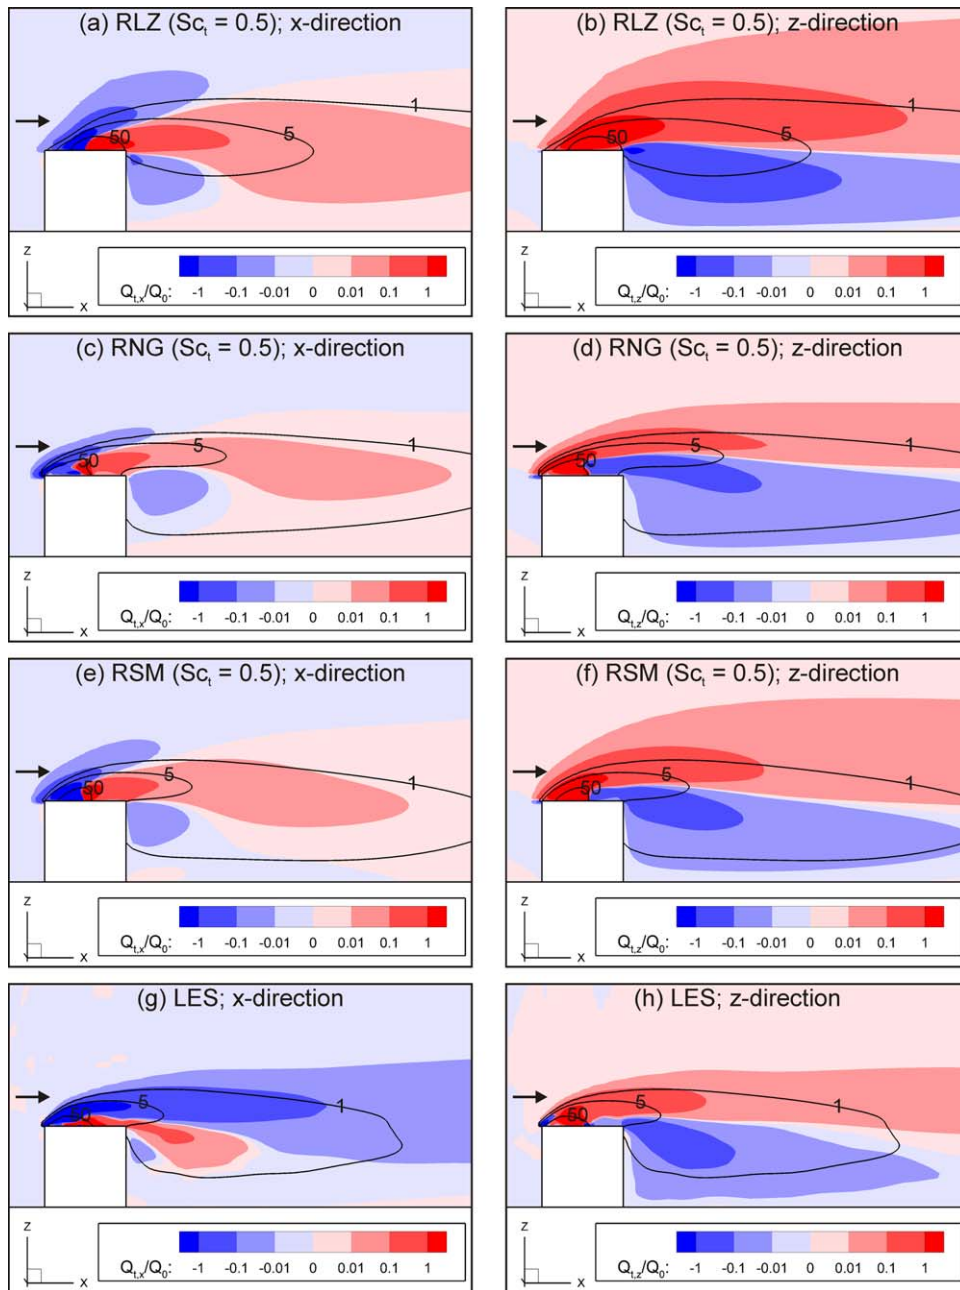 (a) RLZ (Scₜ = 0.5); x-direction
1
5
50
Z
Y X
Qₜ,ₓ/Q₀: -1 -0.1 -0.01 0 0.01 0.1 1
(b) RLZ (Scₜ = 0.5); z-direction
1
5
50
Z
Y X
Q_t,z/Q₀: -1 -0.1 -0.01 0 0.01 0.1 1
(c) RNG (Scₜ = 0.5); x-direction
1
5
50
Z
Y X
Qₜ,ₓ/Q₀: -1 -0.1 -0.01 0 0.01 0.1 1
(d) RNG (Scₜ = 0.5); z-direction
1
5
50
Z
Y X
Q_t,z/Q₀: -1 -0.1 -0.01 0 0.01 0.1 1
(e) RSM (Scₜ = 0.5); x-direction
5
1
50
Z
Y X
Qₜ,ₓ/Q₀: -1 -0.1 -0.01 0 0.01 0.1 1
(f) RSM (Scₜ = 0.5); z-direction
5
1
50
Z
Y X
Q_t,z/Q₀: -1 -0.1 -0.01 0 0.01 0.1 1
(g) LES; x-direction
5
1
50
Z
Y X
Qₜ,ₓ/Q₀: -1 -0.1 -0.01 0 0.01 0.1 1
(h) LES; z-direction
5
1
50
Z
Y X
Q_t,z/Q₀: -1 -0.1 -0.01 0 0.01 0.1 1